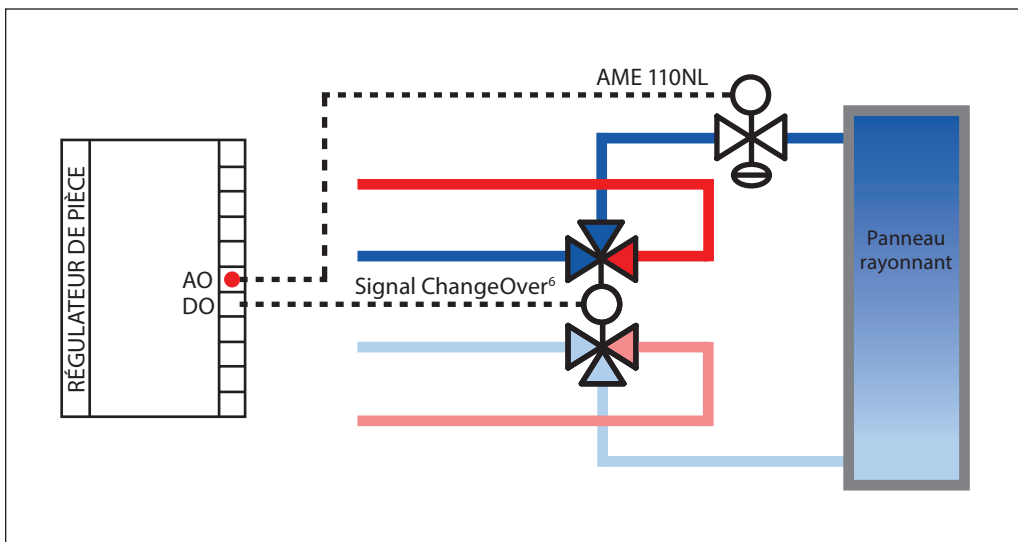 AME 110NL
RÉGULATEUR DE PIÈCE
AO
DO
Signal ChangeOver⁶
Panneau
rayonnant